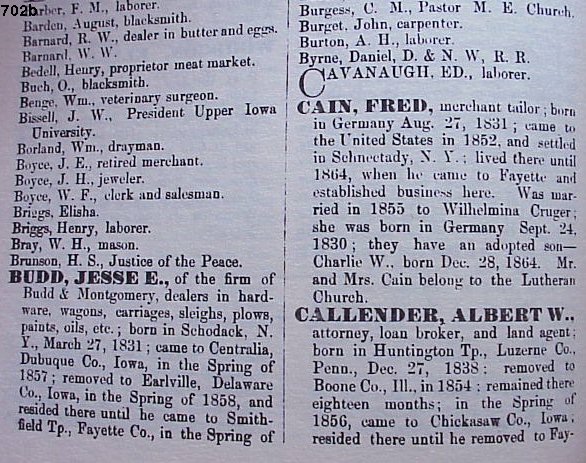 702b
Barber, F. M., laborer.
Barden, August, blacksmith.
Barnard, R. W., dealer in butter and eggs.
Barnard, W. W.
Bedell, Henry, proprietor meat market.
Buch, O., blacksmith.
Benge, Wm., veterinary surgeon.
Bissell, J. W., President Upper Iowa
University.
Borland, Wm., drayman.
Boyce, J. E., retired merchant.
Boyce, J. H., jeweler.
Boyce, W. F., clerk and salesman.
Briggs, Elisha.
Briggs, Henry, laborer.
Bray, W. H., mason.
Brunson, H. S., Justice of the Peace.
BUDD, JESSE E., of the firm of
Budd & Montgomery, dealers in hard-
ware, wagons, carriages, sleighs, plows,
paints, oils, etc.; born in Schodack, N.
Y., March 27, 1831; came to Centralia,
Dubuque Co., Iowa, in the Spring of
1857; removed to Earlville, Delaware
Co., Iowa, in the Spring of 1858, and
resided there until he came to Smith-
field Tp., Fayette Co., in the Spring of
Burgess, C. M., Pastor M. E. Church.
Burget, John, carpenter.
Burton, A. H., laborer.
Byrne, Daniel, D. & N. W. R. R.
CAVANAUGH, ED., laborer.
CAIN, FRED, merchant tailor; born
in Germany Aug. 27, 1831; came to
the United States in 1852, and settled
in Schnectady, N. Y.; lived there until
1864, when he came to Fayette and
established business here. Was mar-
ried in 1855 to Wilhelmina Cruger;
she was born in Germany Sept. 24,
1830; they have an adopted son—
Charlie W., born Dec. 28, 1864. Mr.
and Mrs. Cain belong to the Lutheran
Church.
CALLENDER, ALBERT W.,
attorney, loan broker, and land agent;
born in Huntington Tp., Luzerne Co.,
Penn., Dec. 27, 1838; removed to
Boone Co., Ill., in 1854; remained there
eighteen months; in the Spring of
1856, came to Chickasaw Co., Iowa;
resided there until he removed to Fay-